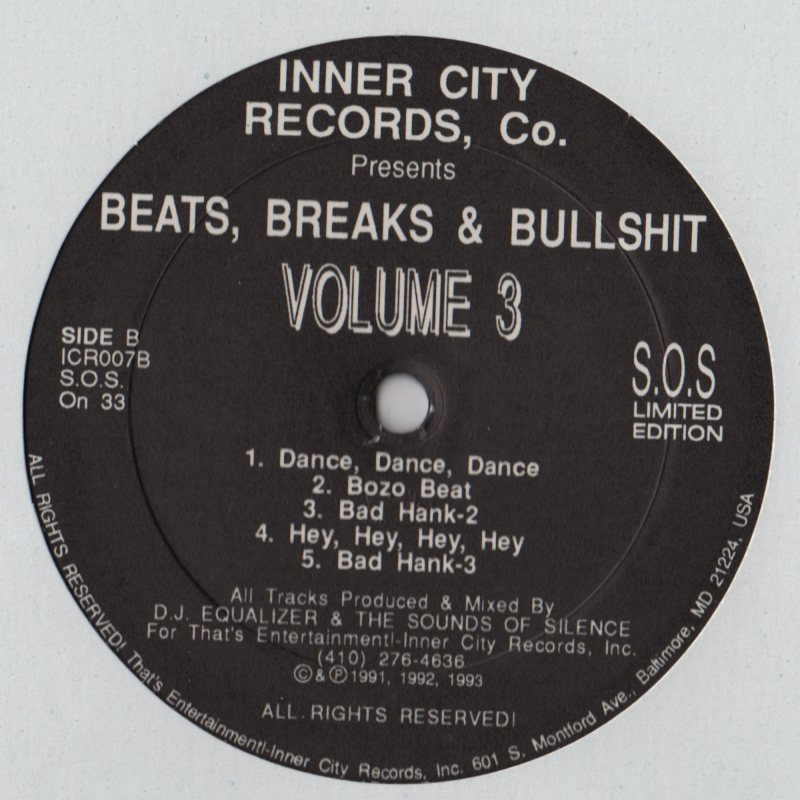 INNER CITY
RECORDS, Co.
Presents
BEATS, BREAKS & BULLSHIT
VOLUME 3
SIDE B
ICR007B
S.O.S.
On 33
S.O.S
LIMITED
EDITION
1. Dance, Dance, Dance
2. Bozo Beat
3. Bad Hank-2
4. Hey, Hey, Hey, Hey
5. Bad Hank-3
All Tracks Produced & Mixed By
D.J. EQUALIZER & THE SOUNDS OF SILENCE
For That's Entertainment!-Inner City Records, Inc.
(410) 276-4636
©&℗1991, 1992, 1993
ALL RIGHTS RESERVED!
ALL RIGHTS RESERVED! That's Entertainment!-Inner City Records, Inc. 601 S. Montford Ave., Baltimore, MD 21224, USA